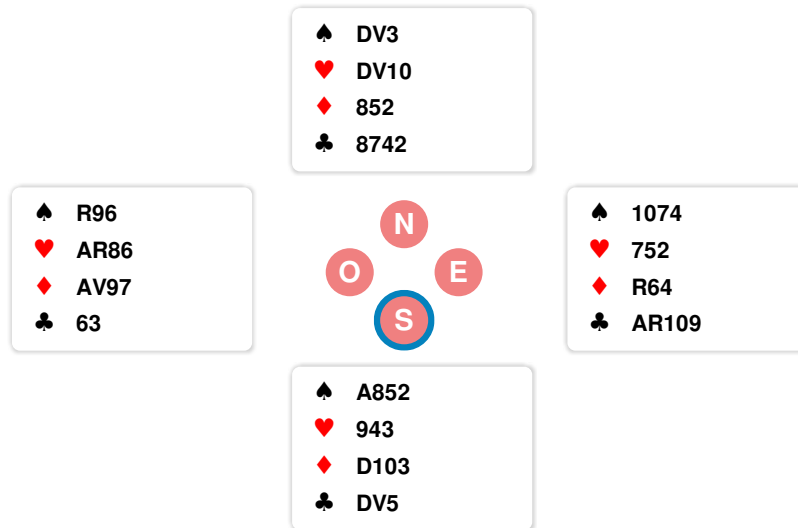 ♠ DV3
♥ DV10
♦ 852
♣ 8742
♠ R96
♥ AR86
♦ AV97
♣ 63
N
O E
S
♠ 1074
♥ 752
♦ R64
♣ AR109
♠ A852
♥ 943
♦ D103
♣ DV5